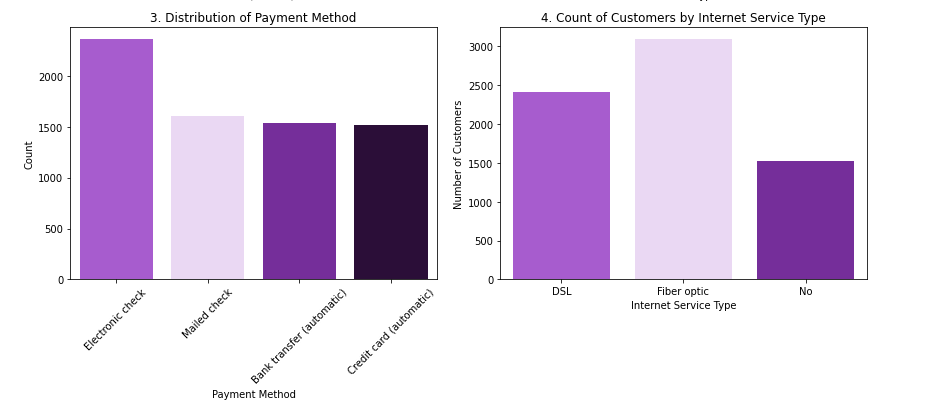 3. Distribution of Payment Method
Count
2000
1500
1000
500
0
Electronic check
Mailed check
Bank transfer (automatic)
Credit card (automatic)
Payment Method
4. Count of Customers by Internet Service Type
Number of Customers
3000
2500
2000
1500
1000
500
0
DSL
Fiber optic
No
Internet Service Type